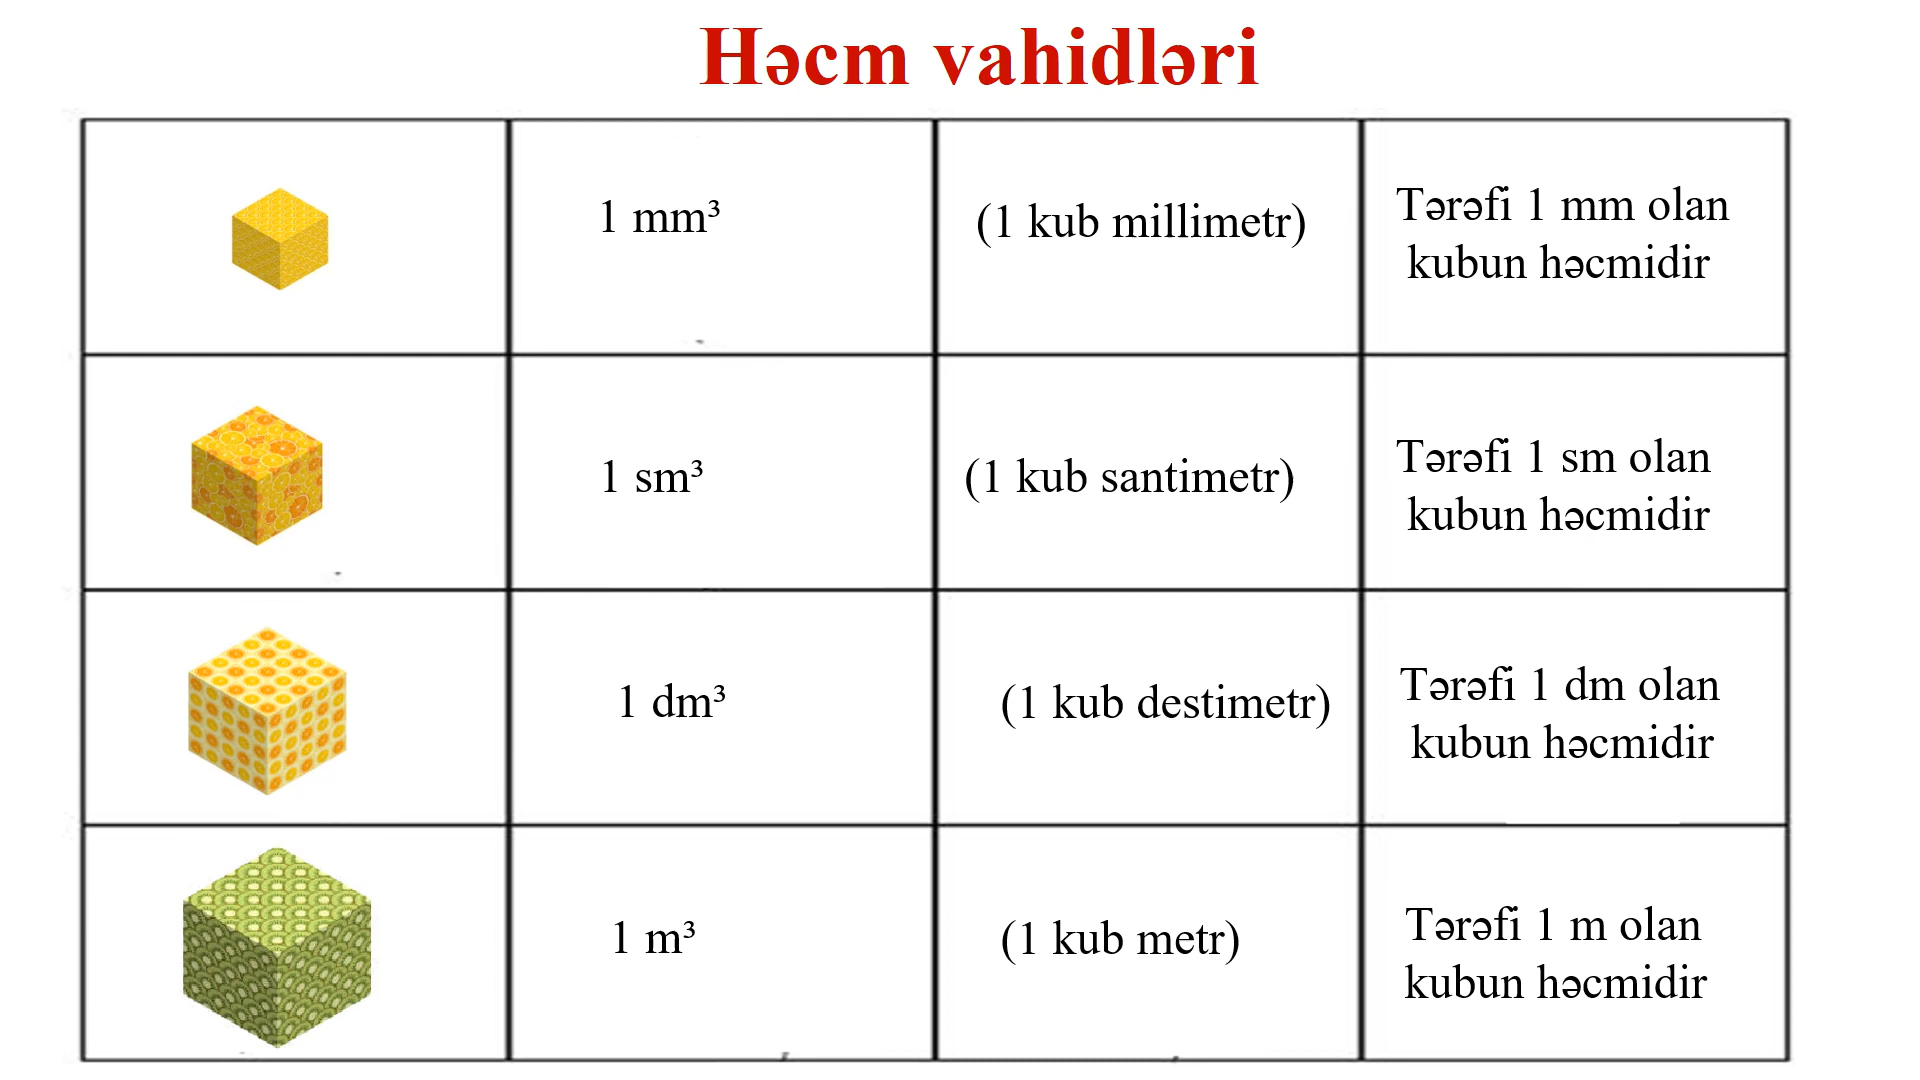 Həcm vahidləri
1 mm³
(1 kub millimetr)
Tərəfi 1 mm olan
kubun həcmidir
1 sm³
(1 kub santimetr)
Tərəfi 1 sm olan
kubun həcmidir
1 dm³
(1 kub destimetr)
Tərəfi 1 dm olan
kubun həcmidir
1 m³
(1 kub metr)
Tərəfi 1 m olan
kubun həcmidir